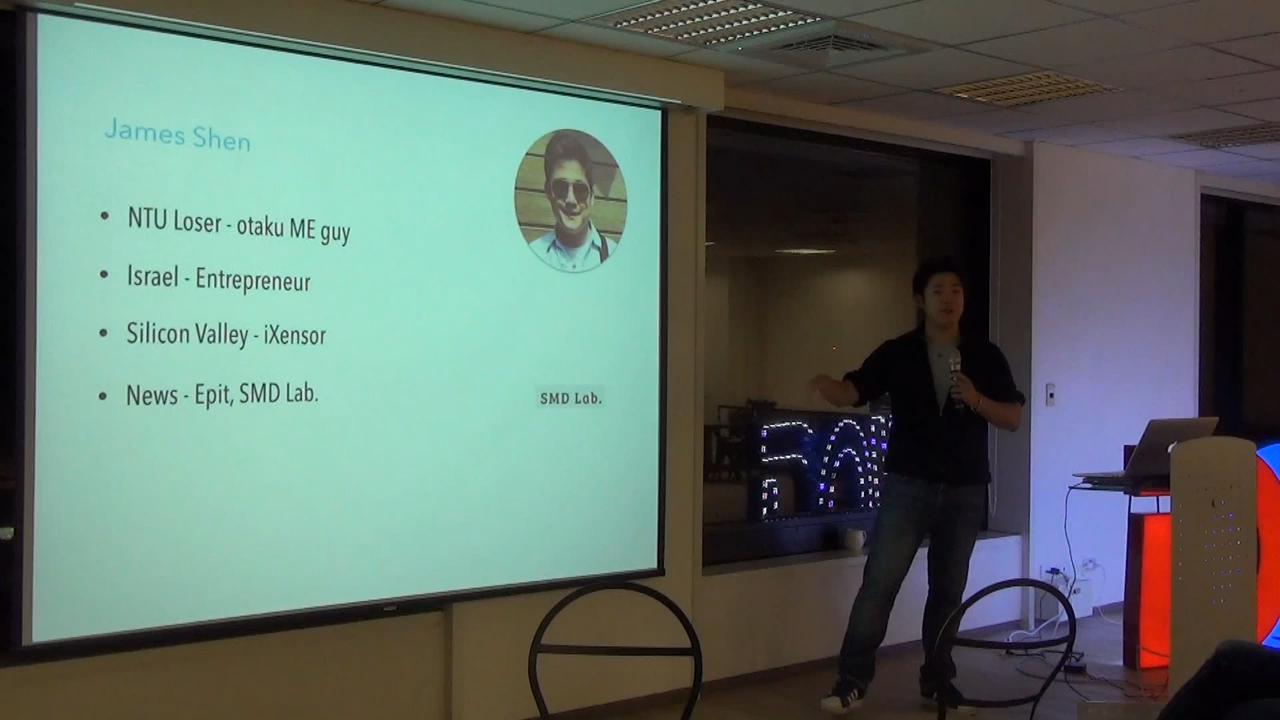 James Shen
• NTU Loser - otaku ME guy
• Israel - Entrepreneur
• Silicon Valley - iXensor
• News - Epit, SMD Lab.
SMD Lab.